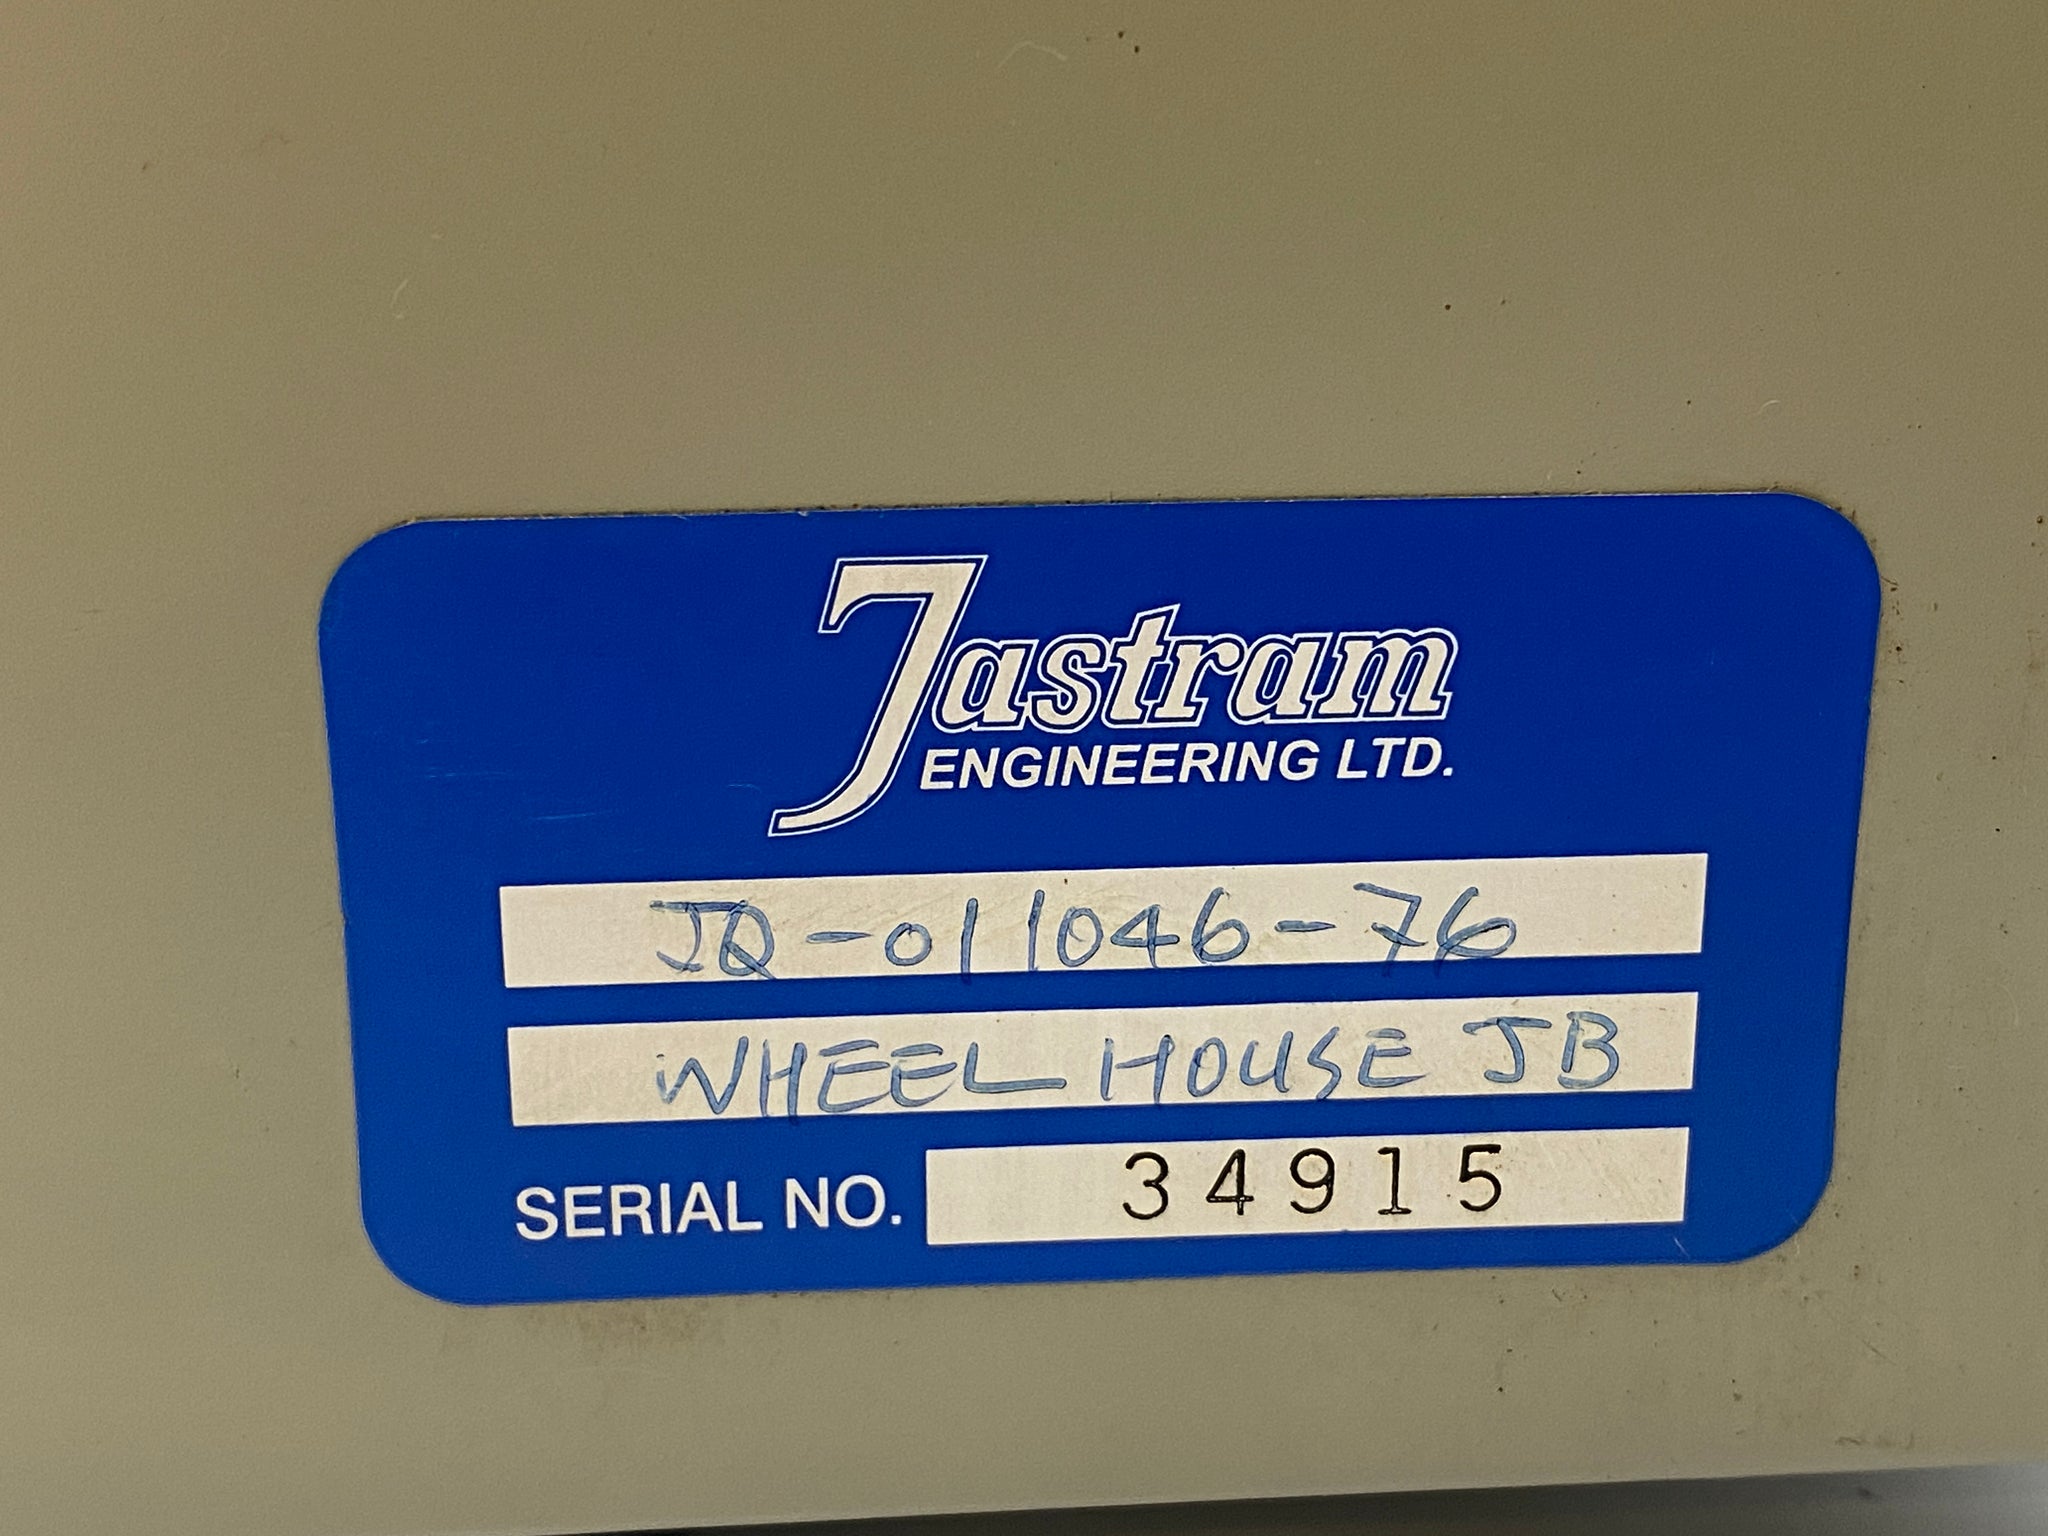 Jastram
ENGINEERING LTD.
JQ-011046-76
WHEEL HOUSE JB
SERIAL NO. 34915